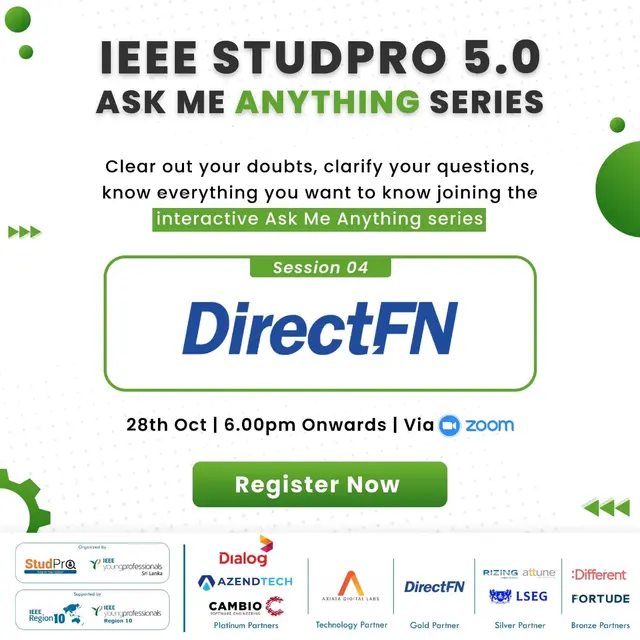 IEEE STUDPRO 5.0
ASK ME ANYTHING SERIES
Clear out your doubts, clarify your questions,
know everything you want to know joining the
interactive Ask Me Anything series
Session 04
DirectFN
28th Oct | 6.00pm Onwards | Via zoom
Register Now
Organized by
StudPro
IEEE
youngprofessionals
Sri Lanka
Supported by
IEEE
Region 10
IEEE
youngprofessionals
Region 10
Dialog
AZENDTECH
CAMBIO
SOFTWARE ENGINEERING
Platinum Partners
AXIATA DIGITAL LABS
Technology Partner
DirectFN
Gold Partner
RIZING attune
LSEG
Silver Partner
:Different
FORTUDE
Bronze Partners